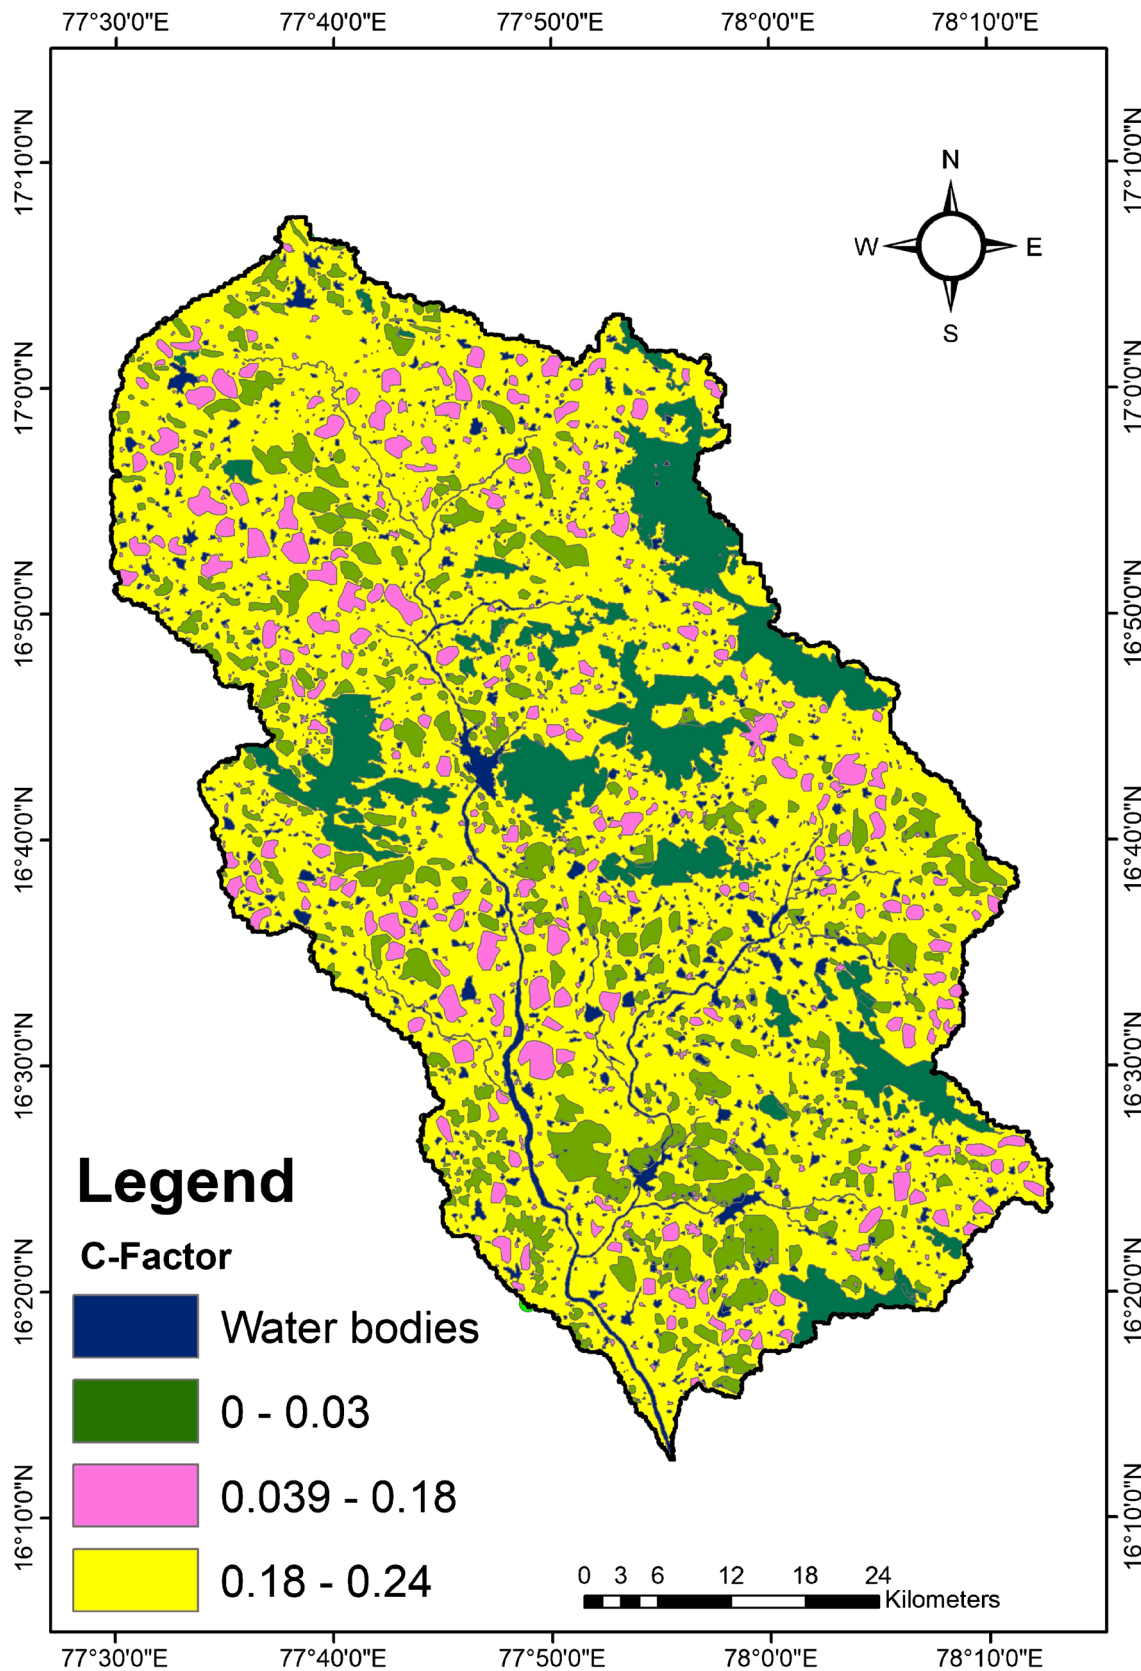 77°30'0"E 77°40'0"E 77°50'0"E 78°0'0"E 78°10'0"E
17°10'0"N 17°10'0"N
N
W E
S
17°0'0"N 17°0'0"N
16°50'0"N 16°50'0"N
16°40'0"N 16°40'0"N
16°30'0"N 16°30'0"N
Legend
C-Factor
16°20'0"N 16°20'0"N
Water bodies
0 - 0.03
0.039 - 0.18
16°10'0"N 16°10'0"N
0.18 - 0.24
0 3 6 12 18 24
Kilometers
77°30'0"E 77°40'0"E 77°50'0"E 78°0'0"E 78°10'0"E